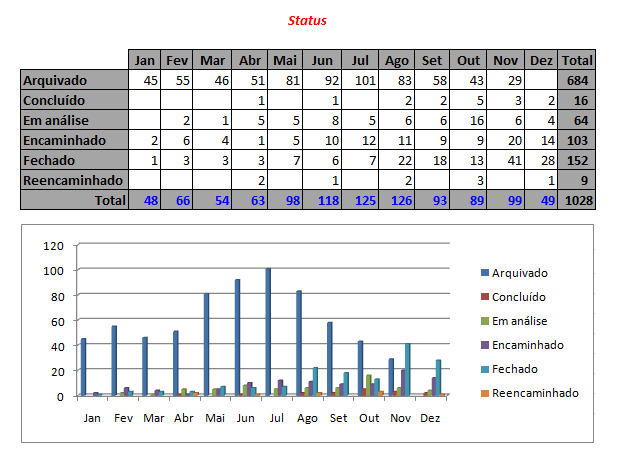 Status
Jan Fev Mar Abr Mai Jun Jul Ago Set Out Nov Dez Total
Arquivado 45 55 46 51 81 92 101 83 58 43 29 684
Concluído 1 1 2 2 5 3 2 16
Em análise 2 1 5 5 8 5 6 6 16 6 4 64
Encaminhado 2 6 4 1 5 10 12 11 9 9 20 14 103
Fechado 1 3 3 3 7 6 7 22 18 13 41 28 152
Reencaminhado 2 1 2 3 1 9
Total 48 66 54 63 98 118 125 126 93 89 99 49 1028
120
100
80
60
40
20
0
Jan Fev Mar Abr Mai Jun Jul Ago Set Out Nov Dez
Arquivado
Concluído
Em análise
Encaminhado
Fechado
Reencaminhado